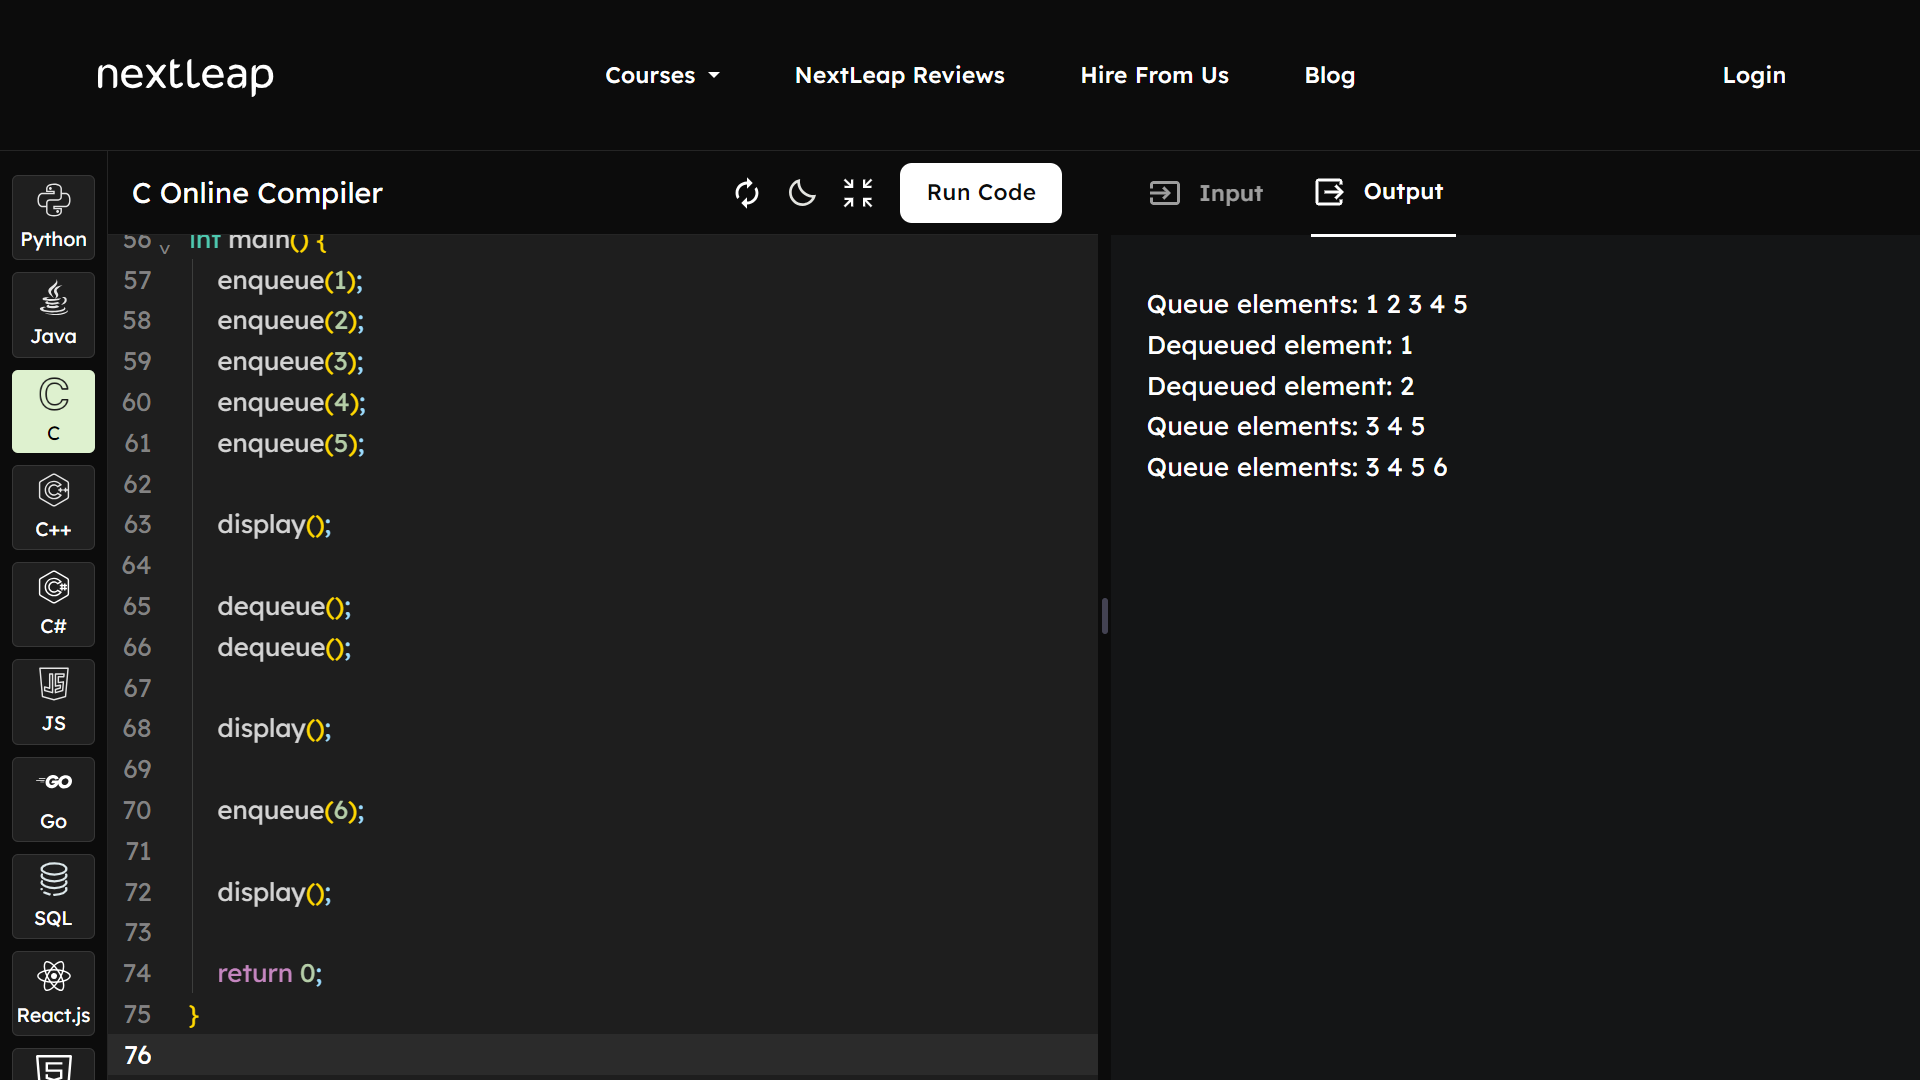 nextleap
Courses
NextLeap Reviews
Hire From Us
Blog
Login
Python
Java
C
C
C++
C++
C#
C#
JS
JS
GO
Go
SQL
React.js
5
C Online Compiler
Run Code
56 int main() {
57 enqueue(1);
58 enqueue(2);
59 enqueue(3);
60 enqueue(4);
61 enqueue(5);
62
63 display();
64
65 dequeue();
66 dequeue();
67
68 display();
69
70 enqueue(6);
71
72 display();
73
74 return 0;
75 }
76
Input
Output
Queue elements: 1 2 3 4 5
Dequeued element: 1
Dequeued element: 2
Queue elements: 3 4 5
Queue elements: 3 4 5 6